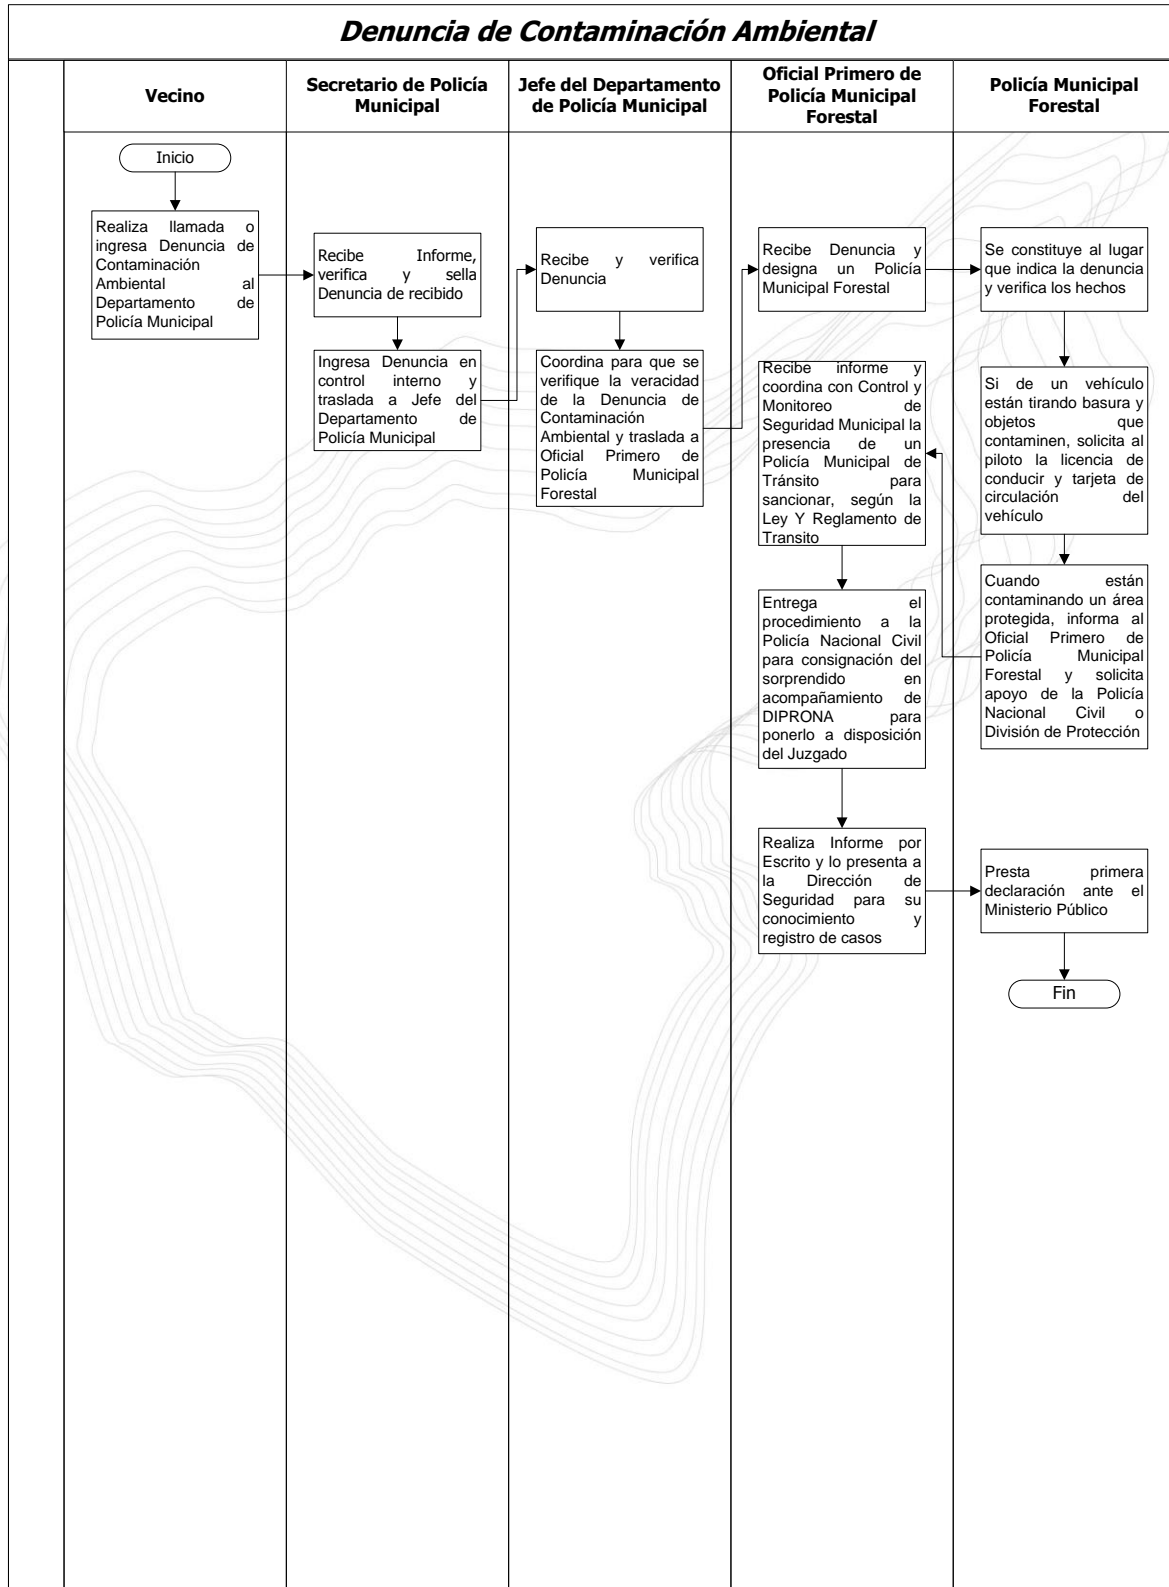 Denuncia de Contaminación Ambiental
Vecino
Secretario de Policía
Municipal
Jefe del Departamento
de Policía Municipal
Oficial Primero de
Policía Municipal
Forestal
Policía Municipal
Forestal
Inicio
Realiza llamada o
ingresa Denuncia de
Contaminación
Ambiental al
Departamento de
Policía Municipal
Recibe Informe,
verifica y sella
Denuncia de recibido
Ingresa Denuncia en
control interno y
traslada a Jefe del
Departamento de
Policía Municipal
Recibe y verifica
Denuncia
Coordina para que se
verifique la veracidad
de la Denuncia de
Contaminación
Ambiental y traslada a
Oficial Primero de
Policía Municipal
Forestal
Recibe Denuncia y
designa un Policía
Municipal Forestal
Se constituye al lugar
que indica la denuncia
y verifica los hechos
Si de un vehículo
están tirando basura y
objetos que
contaminen, solicita al
piloto la licencia de
conducir y tarjeta de
circulación del
vehículo
Cuando están
contaminando un área
protegida, informa al
Oficial Primero de
Policía Municipal
Forestal y solicita
apoyo de la Policía
Nacional Civil o
División de Protección
Recibe informe y
coordina con Control y
Monitoreo de
Seguridad Municipal la
presencia de un
Policía Municipal de
Tránsito para
sancionar, según la
Ley Y Reglamento de
Transito
Entrega el
procedimiento a la
Policía Nacional Civil
para consignación del
sorprendido en
acompañamiento de
DIPRONA para
ponerlo a disposición
del Juzgado
Realiza Informe por
Escrito y lo presenta a
la Dirección de
Seguridad para su
conocimiento y
registro de casos
Presta primera
declaración ante el
Ministerio Público
Fin